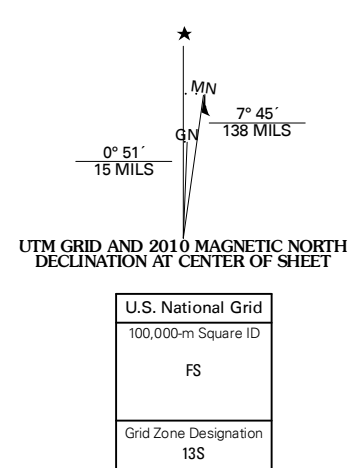 ★
MN
7° 45´
138 MILS
GN
0° 51´
15 MILS
UTM GRID AND 2010 MAGNETIC NORTH
DECLINATION AT CENTER OF SHEET
U.S. National Grid
100,000-m Square ID
FS
Grid Zone Designation
13S